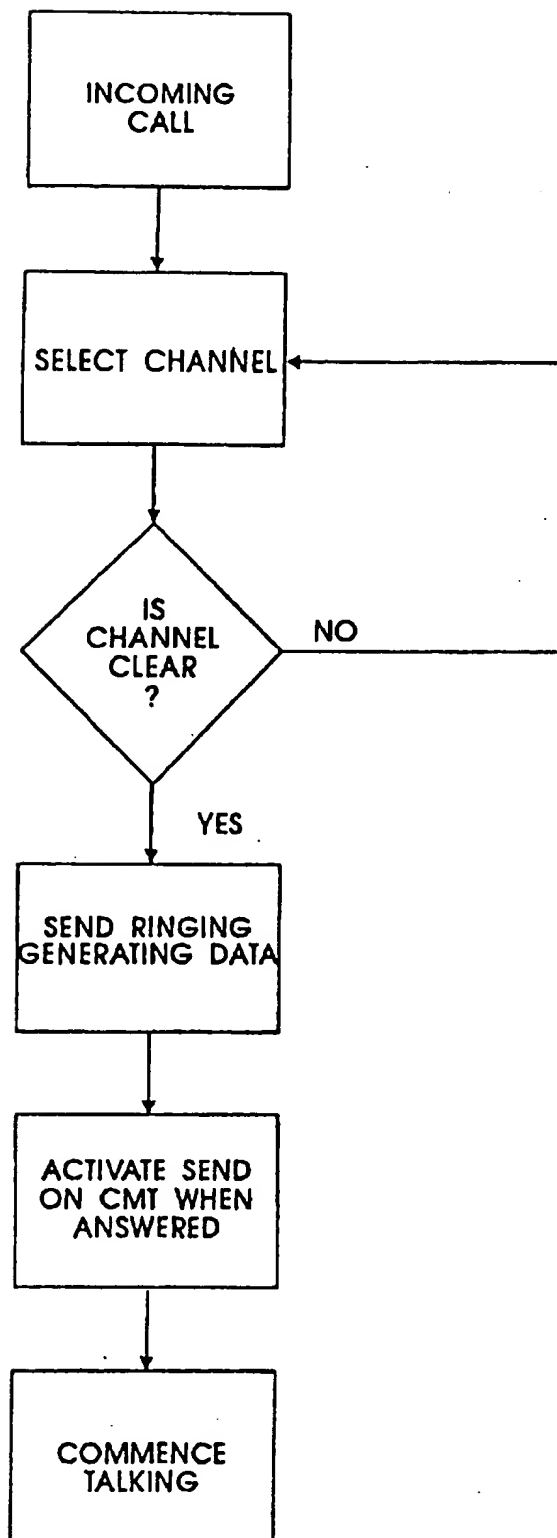 INCOMING
CALL
SELECT CHANNEL
IS
CHANNEL
CLEAR
?
NO
YES
SEND RINGING
GENERATING DATA
ACTIVATE SEND
ON CMT WHEN
ANSWERED
COMMENCE
TALKING